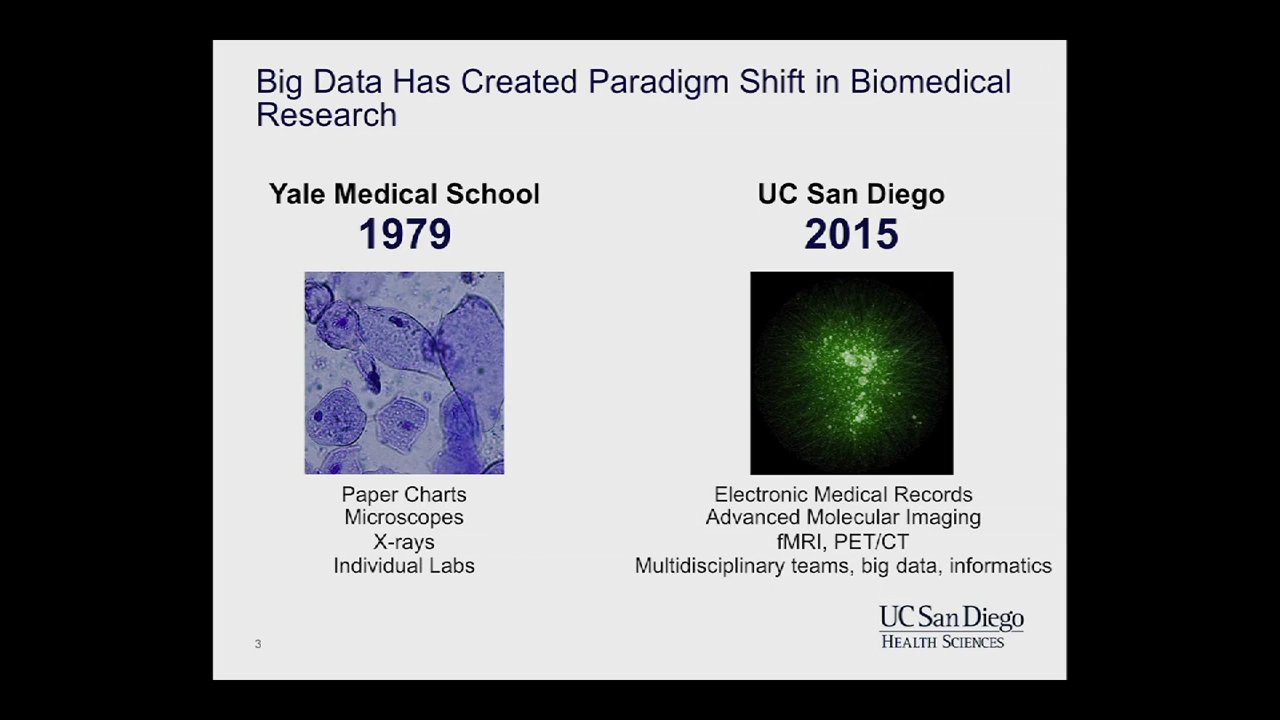 Big Data Has Created Paradigm Shift in Biomedical
Research
Yale Medical School
1979
Paper Charts
Microscopes
X-rays
Individual Labs
UC San Diego
2015
Electronic Medical Records
Advanced Molecular Imaging
fMRI, PET/CT
Multidisciplinary teams, big data, informatics
3
UC San Diego
HEALTH SCIENCES